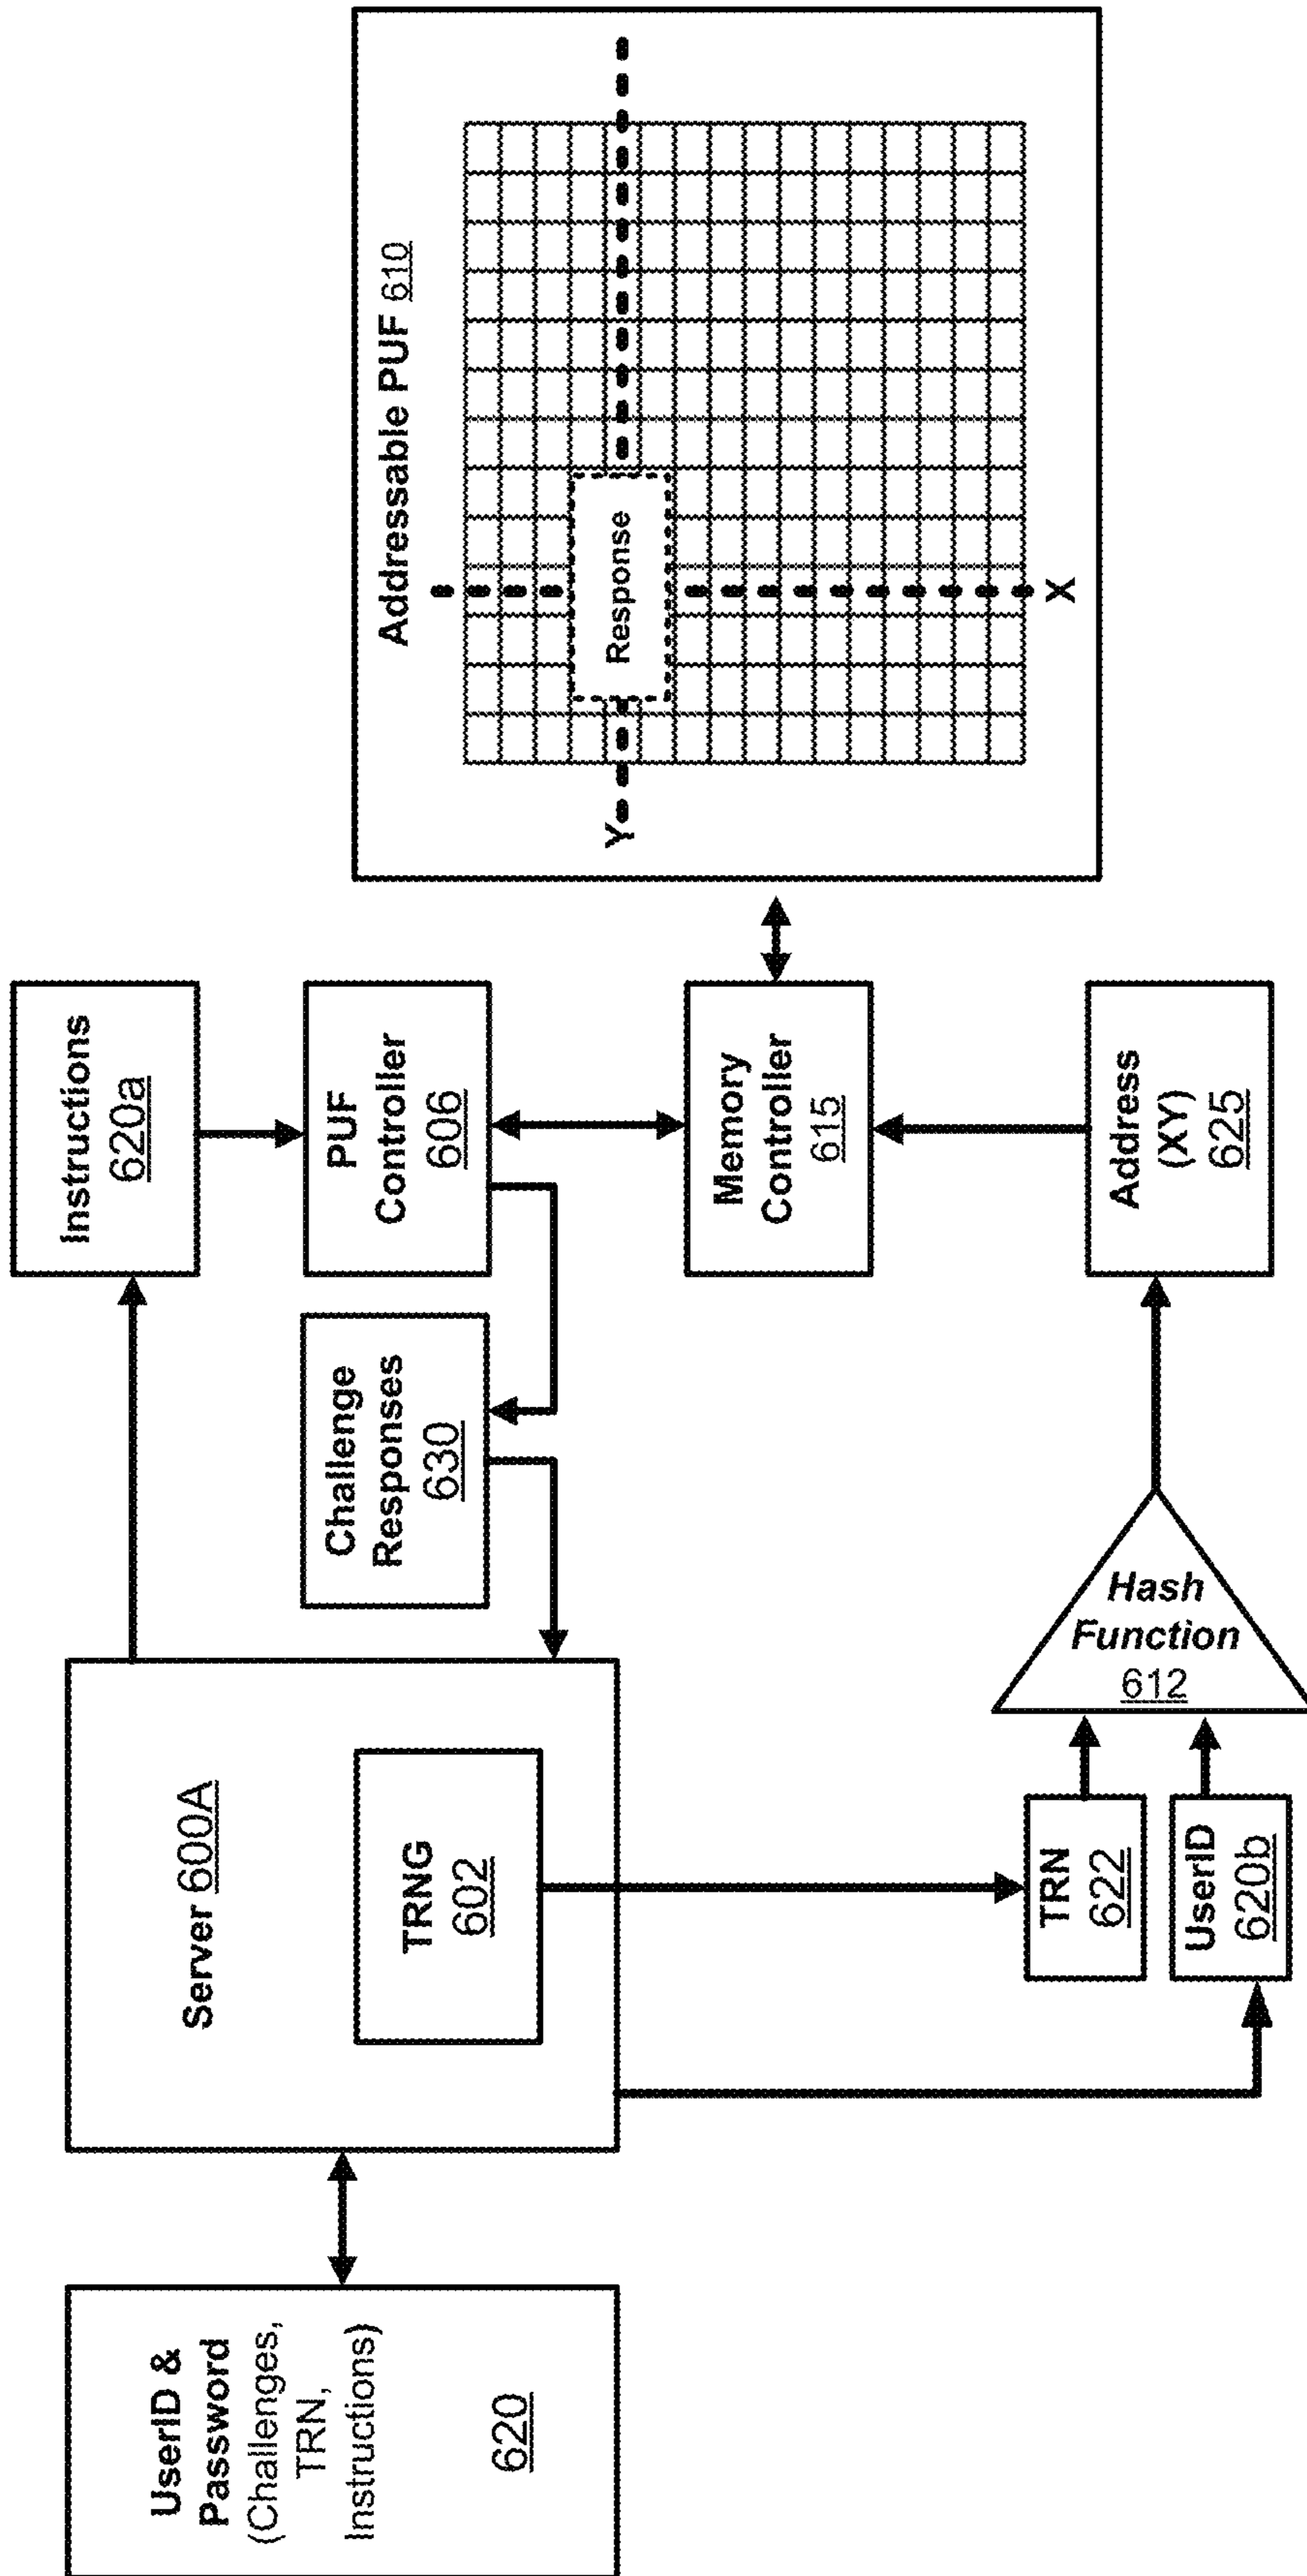 UserID &
Password
(Challenges,
TRN,
Instructions)
620
Server 600A
TRNG
602
Challenge
Responses
630
Instructions
620a
PUF
Controller
606
Memory
Controller
615
Address
(XY)
625
TRN
622
UserID
620b
Hash
Function
612
Addressable PUF 610
Y
Response
X